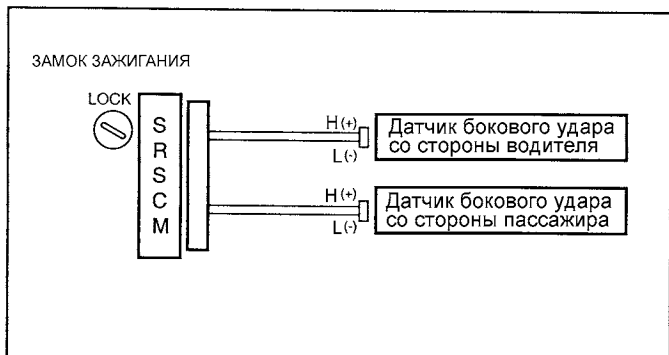 ЗАМОК ЗАЖИГАНИЯ
LOCK
S
R
S
C
M
H (+)
L (-)
Датчик бокового удара
со стороны водителя
H (+)
L (-)
Датчик бокового удара
со стороны пассажира